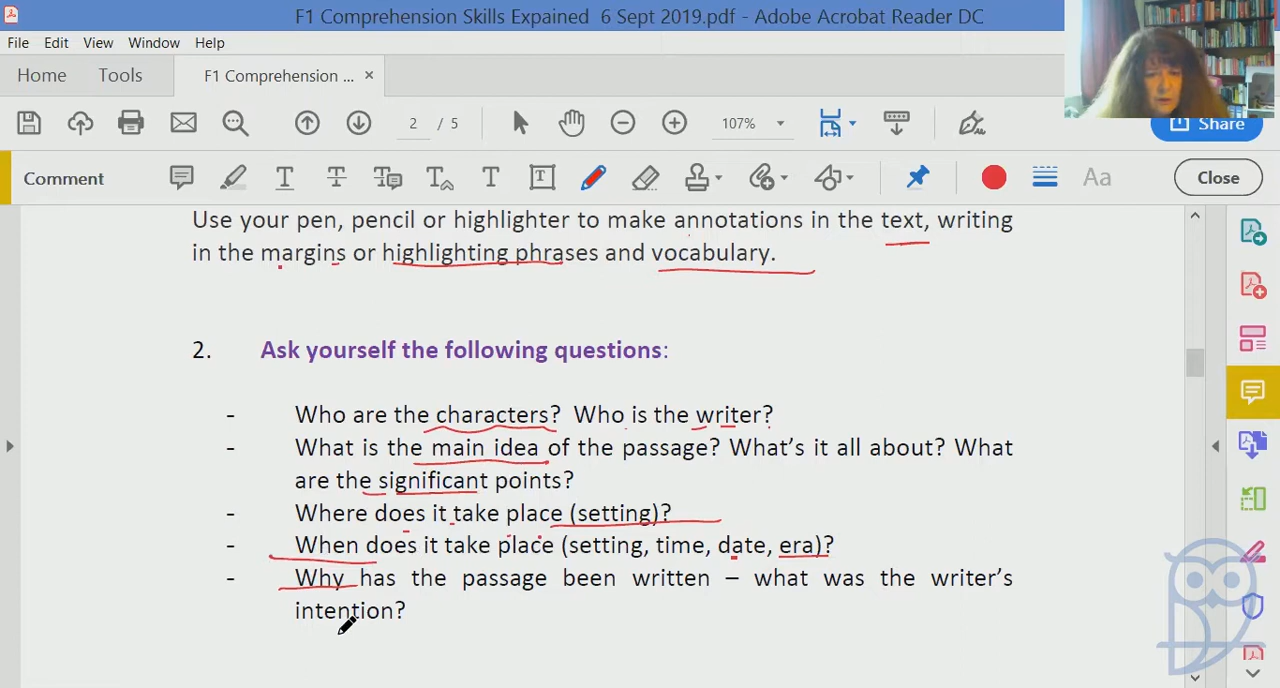 F1 Comprehension Skills Expained 6 Sept 2019.pdf - Adobe Acrobat Reader DC
File Edit View Window Help
Home Tools F1 Comprehension ... ×
2 / 5 107% Share
Comment T T T T T T Aa Close
Use your pen, pencil or highlighter to make annotations in the text, writing
in the margins or highlighting phrases and vocabulary.
2. Ask yourself the following questions:
- Who are the characters? Who is the writer?
- What is the main idea of the passage? What's it all about? What
are the significant points?
- Where does it take place (setting)?
- When does it take place (setting, time, date, era)?
- Why has the passage been written – what was the writer's
intention?